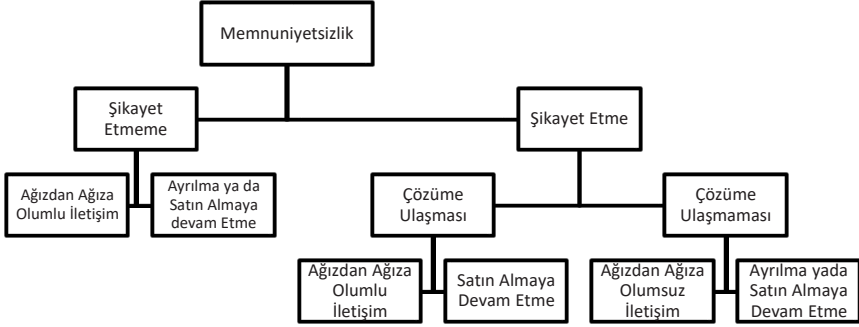 Memnuniyetsizlik
Şikayet
Etmeme
Şikayet Etme
Ağızdan Ağıza
Olumlu İletişim
Ayrılma ya da
Satın Almaya
devam Etme
Çözüme
Ulaşması
Çözüme
Ulaşmaması
Ağızdan Ağıza
Olumlu
İletişim
Satın Almaya
Devam Etme
Ağızdan Ağıza
Olumsuz
İletişim
Ayrılma yada
Satın Almaya
Devam Etme